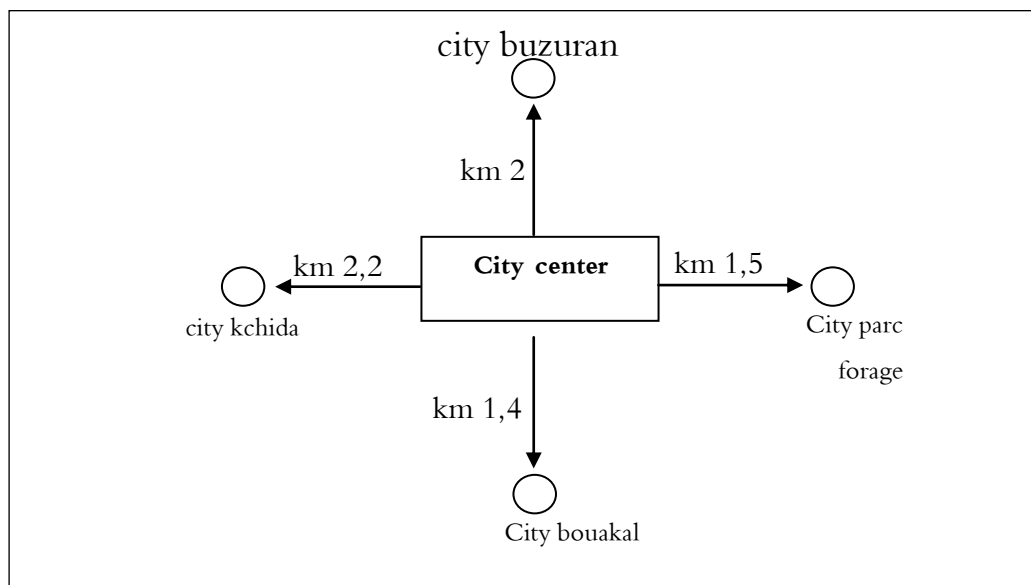 city buzuran
km 2
City center
km 2,2
km 1,5
city kchida
City parc
forage
km 1,4
City bouakal